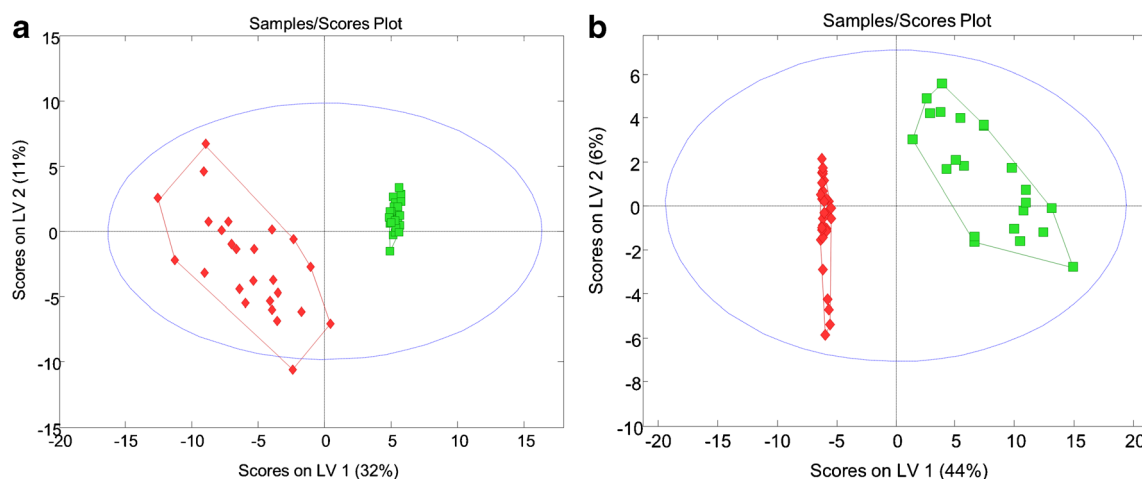 a
Samples/Scores Plot
15
10
5
0
-5
-10
-15
-20 -15 -10 -5 0 5 10 15
Scores on LV 2 (11%)
Scores on LV 1 (32%)
b
Samples/Scores Plot
6
4
2
0
-2
-4
-6
-8
-10
-20 -15 -10 -5 0 5 10 15 20
Scores on LV 2 (6%)
Scores on LV 1 (44%)